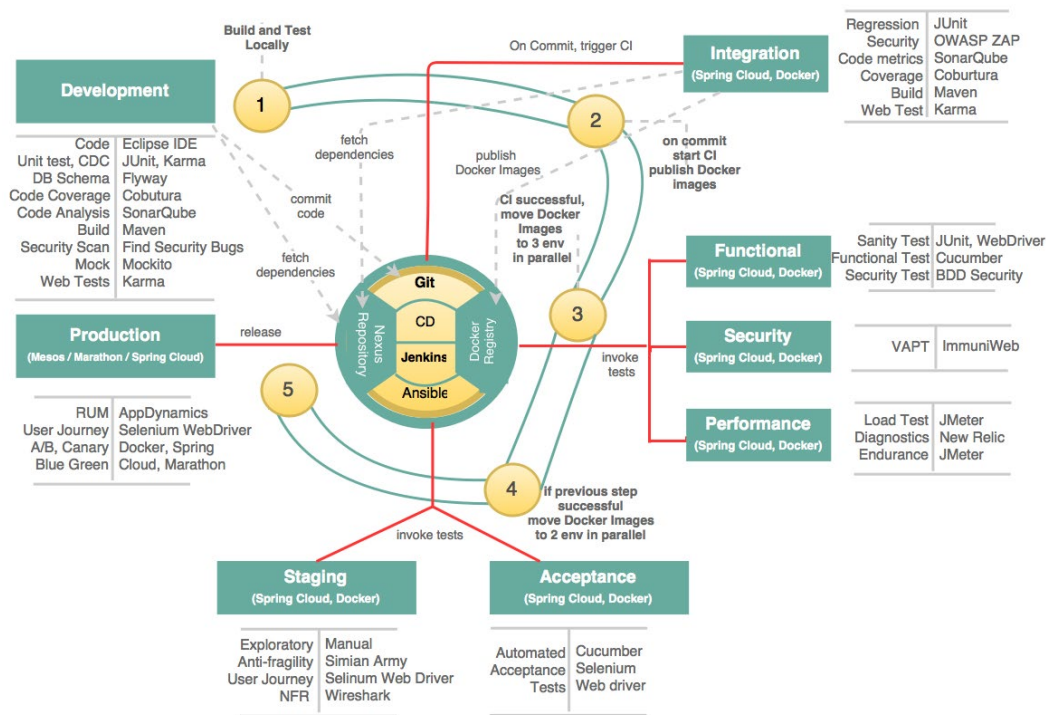 Build and Test
Locally
1
On Commit, trigger CI
Integration
(Spring Cloud, Docker)
Regression JUnit
Security OWASP ZAP
Code metrics SonarQube
Coverage Coburtura
Build Maven
Web Test Karma
Development
Code Eclipse IDE
Unit test, CDC JUnit, Karma
DB Schema Flyway
Code Coverage Cobutura
Code Analysis SonarQube
Build Maven
Security Scan Find Security Bugs
Mock Mockito
Web Tests Karma
2
on commit
start CI
publish Docker
images
fetch
dependencies
publish
Docker Images
commit
code
CI successful,
move Docker
Images
to 3 env
in parallel
fetch
dependencies
Git
CD
Jenkins
Ansible
Nexus
Repository
Docker
Registry
3
invoke
tests
Functional
(Spring Cloud, Docker)
Sanity Test JUnit, WebDriver
Functional Test Cucumber
Security Test BDD Security
Security
(Spring Cloud, Docker)
VAPT ImmuniWeb
Performance
(Spring Cloud, Docker)
Load Test JMeter
Diagnostics New Relic
Endurance JMeter
Production
(Mesos / Marathon / Spring Cloud)
release
RUM AppDynamics
User Journey Selenium WebDriver
A/B, Canary Docker, Spring
Blue Green Cloud, Marathon
5
4
if previous step
successful
move Docker Images
to 2 env in parallel
invoke tests
Staging
(Spring Cloud, Docker)
Exploratory Manual
Anti-fragility Simian Army
User Journey Selinum Web Driver
NFR Wireshark
Acceptance
(Spring Cloud, Docker)
Automated Cucumber
Acceptance Selenium
Tests Web driver